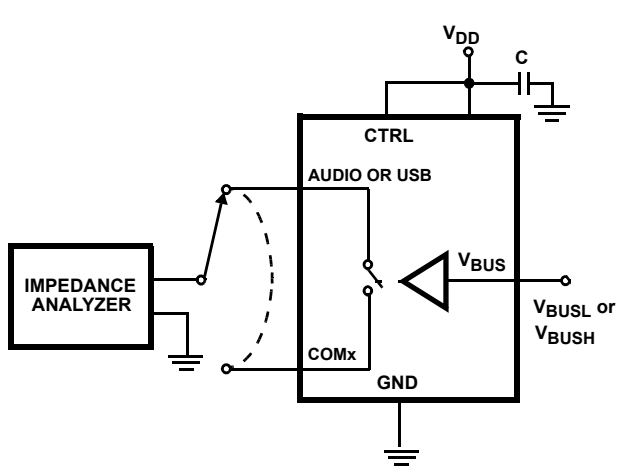 VDD
C
CTRL
AUDIO OR USB
IMPEDANCE
ANALYZER
VBUS
VBUSL or
VBUSH
COMx
GND